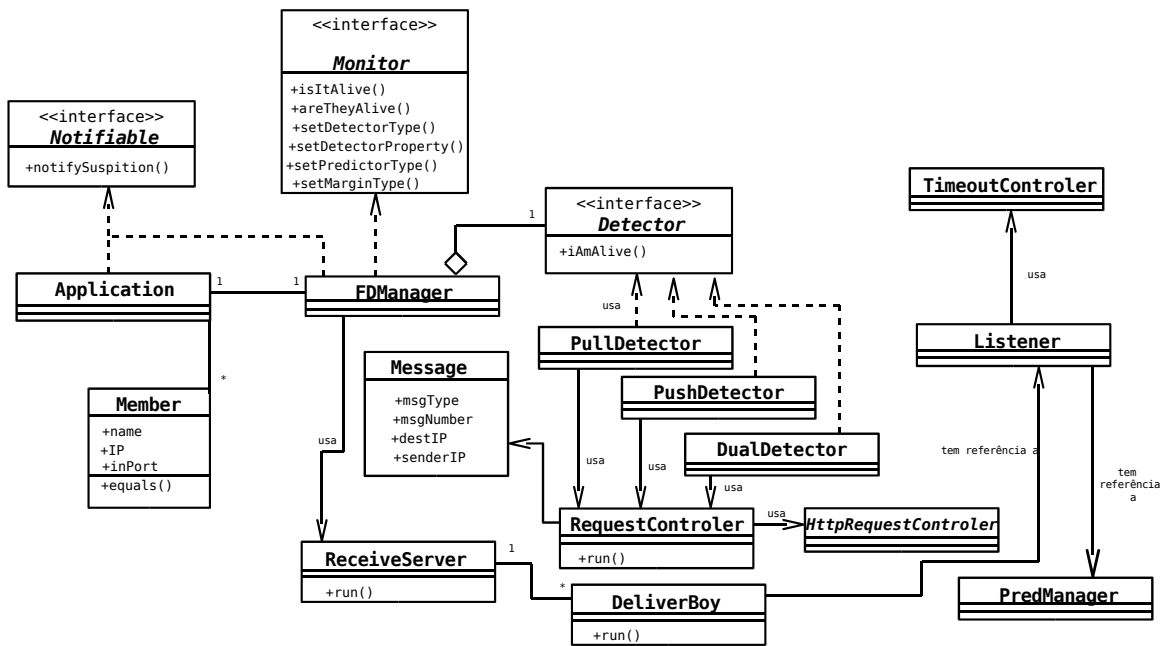 <<interface>>
Monitor
+isItAlive()
+areTheyAlive()
+setDetectorType()
+setDetectorProperty()
+setPredictorType()
+setMarginType()
<<interface>>
Notifiable
+notifySuspition()
<<interface>>
Detector
+iAmAlive()
1
TimeoutControler
usa
Application
1
1
FDManager
usa
PullDetector
Listener
Message
+msgType
+msgNumber
+destIP
+senderIP
*
Member
+name
+IP
+inPort
+equals()
PushDetector
DualDetector
usa
usa
usa
usa
tem referência a
tem
referência
a
RequestControler
+run()
usa
HttpRequestControler
ReceiveServer
+run()
1
*
DeliverBoy
+run()
PredManager